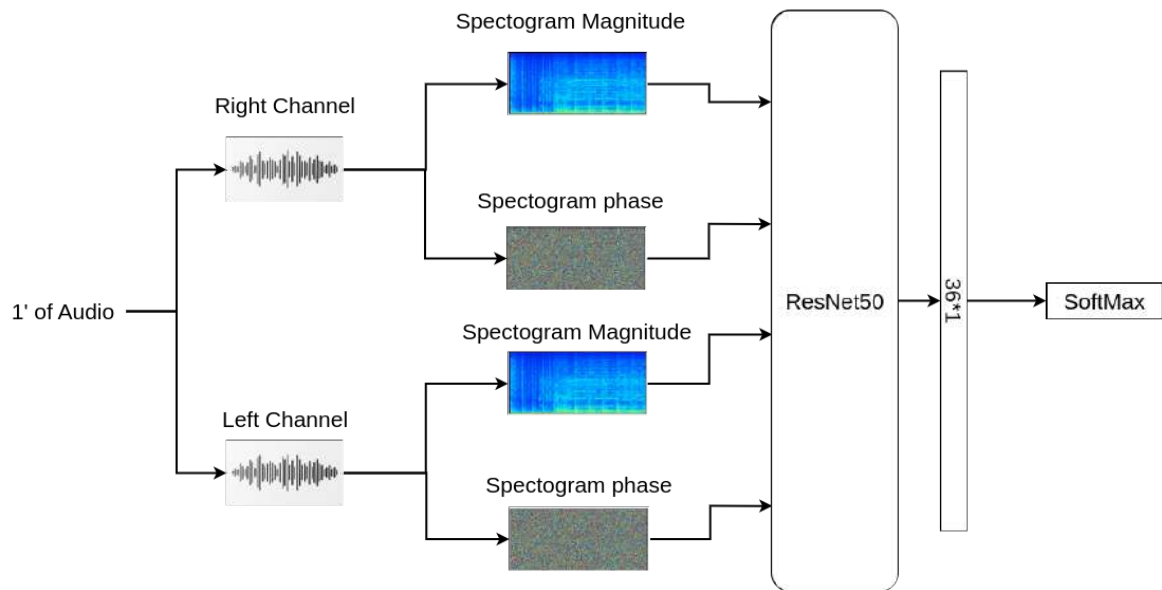 Spectogram Magnitude
Right Channel
Spectogram phase
1' of Audio
ResNet50
36*1
SoftMax
Spectogram Magnitude
Left Channel
Spectogram phase